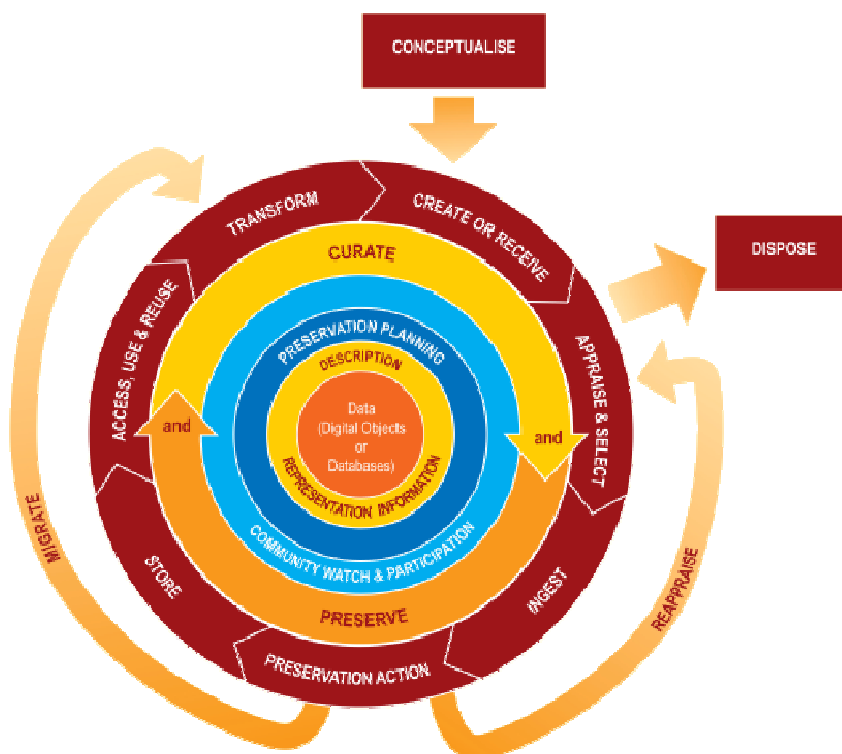 CONCEPTUALISE
TRANSFORM
CREATE OR RECEIVE
DISPOSE
CURATE
ACCESS, USE & REUSE
PRESERVATION PLANNING
APPRAISE & SELECT
DESCRIPTION
Data
(Digital Objects
or
Databases)
and
and
REPRESENTATION INFORMATION
COMMUNITY WATCH & PARTICIPATION
MIGRATE
STORE
INGEST
REAPPRAISE
PRESERVE
PRESERVATION ACTION